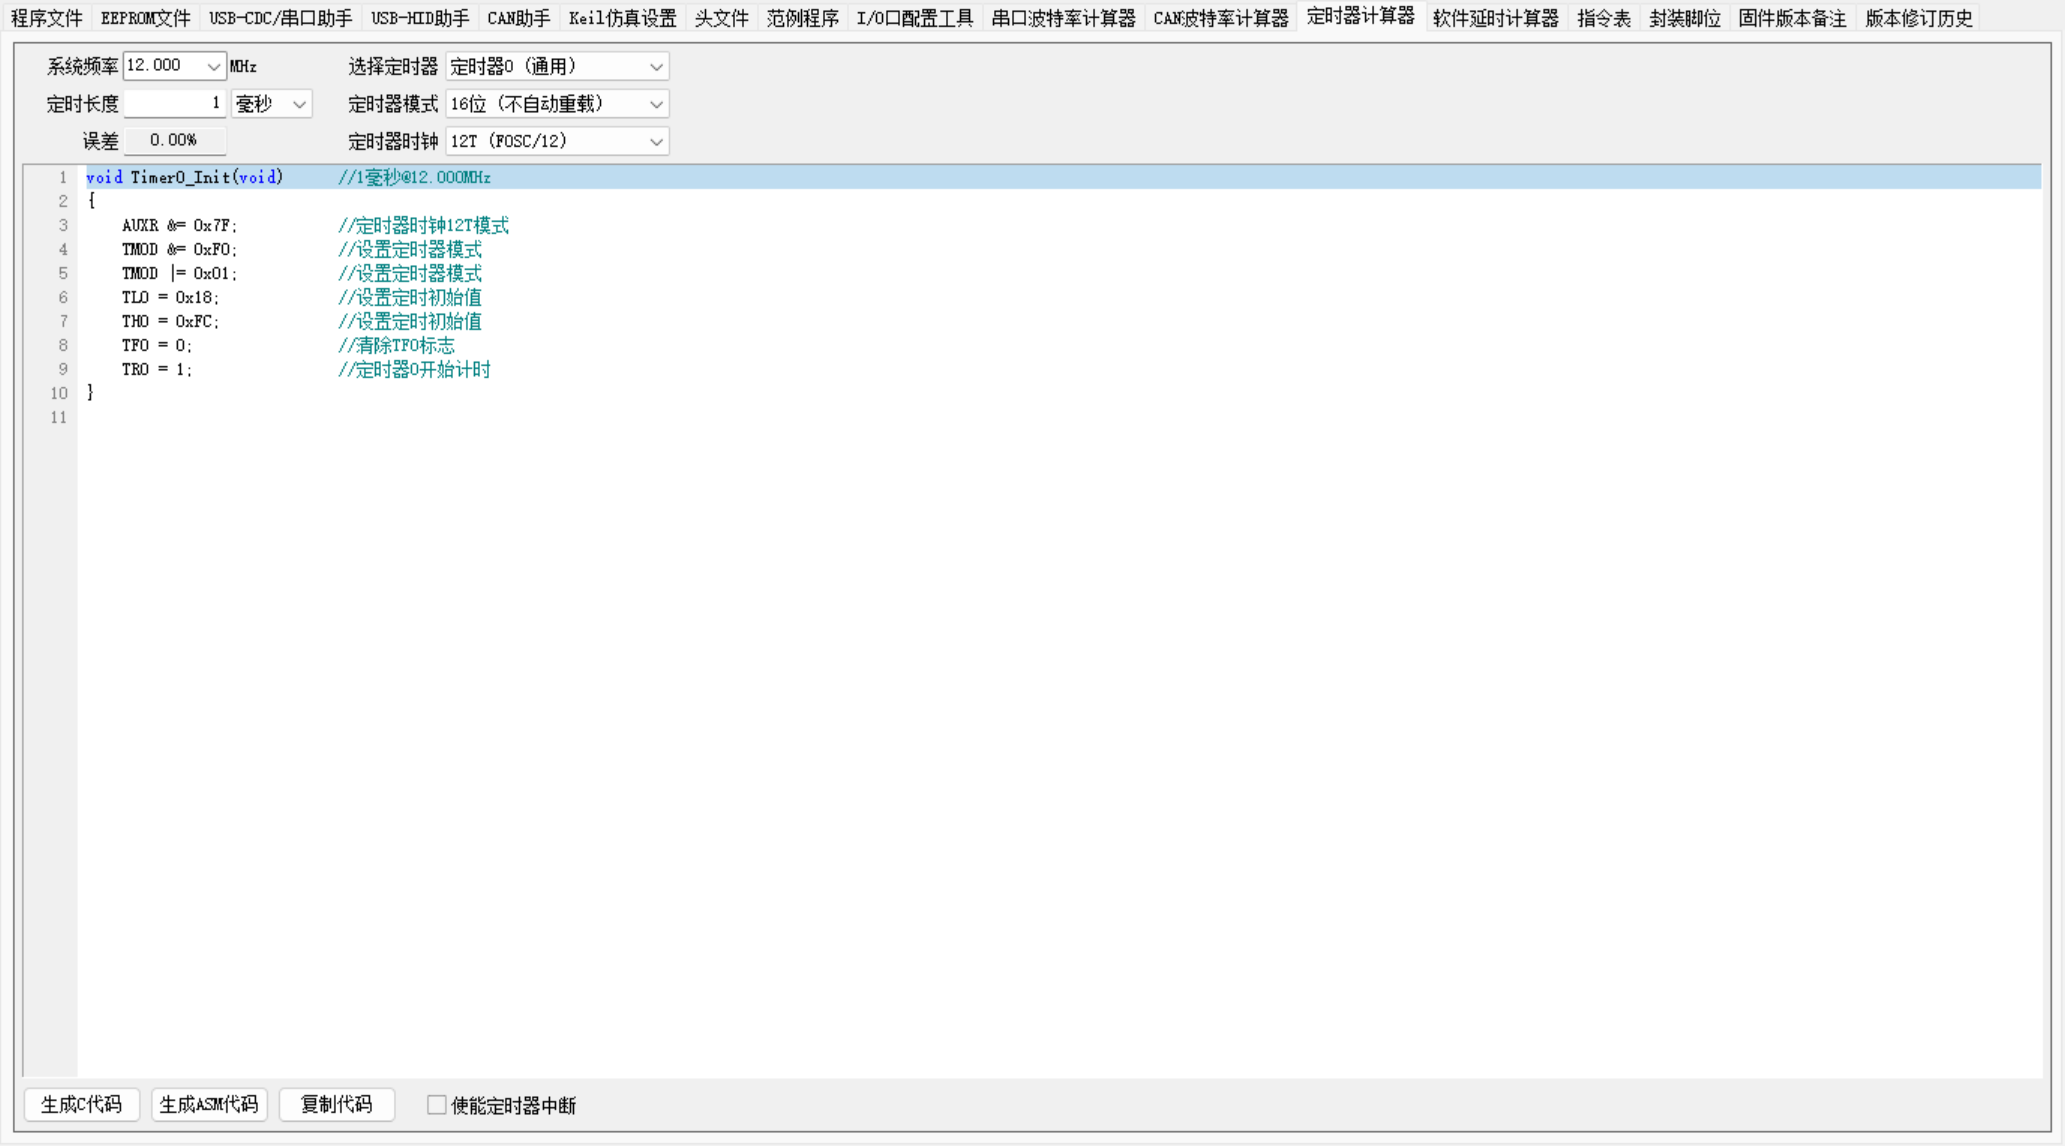 程序文件 EEPROM文件 USB-CDC/串口助手 USB-HID助手 CAN助手 Keil仿真设置 头文件 范例程序 I/O口配置工具 串口波特率计算器 CAN波特率计算器 定时器计算器 软件延时计算器 指令表 封装脚位 固件版本备注 版本修订历史
系统频率 12.000 MHz 选择定时器 定时器0 (通用)
定时长度 1 毫秒 定时器模式 16位 (不自动重载)
误差 0.00% 定时器时钟 12T (FOSC/12)
1 void Timer0_Init(void) //1毫秒@12.000MHz
2 {
3 AUXR &= 0x7F; //定时器时钟12T模式
4 TMOD &= 0xF0; //设置定时器模式
5 TMOD |= 0x01; //设置定时器模式
6 TL0 = 0x18; //设置定时初始值
7 TH0 = 0xFC; //设置定时初始值
8 TF0 = 0; //清除TF0标志
9 TR0 = 1; //定时器0开始计时
10 }
11
生成C代码 生成ASM代码 复制代码 使能定时器中断